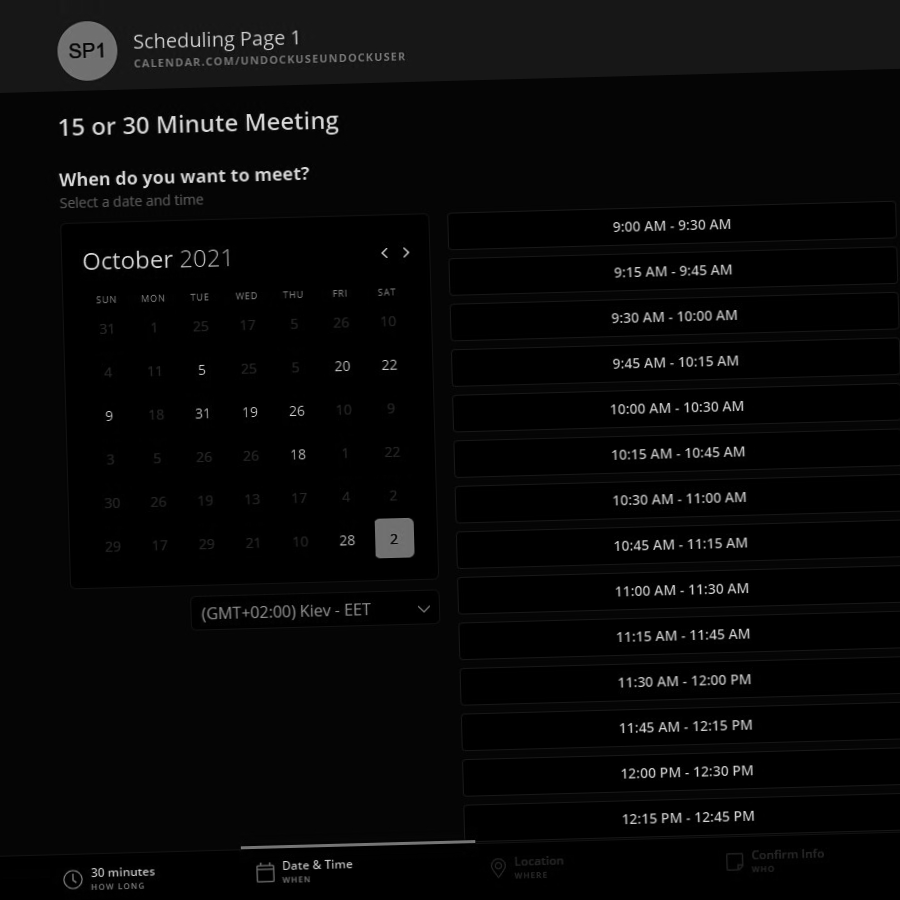 SP1
Scheduling Page 1
CALENDAR.COM/UNDOCKUSEUNDOCKUSER
15 or 30 Minute Meeting
When do you want to meet?
Select a date and time
October 2021
SUN MON TUE WED THU FRI SAT
31 1 25 17 5 26 10
4 11 5 25 5 20 22
9 18 31 19 26 10 9
3 5 26 26 18 1 22
30 26 19 13 17 4 2
29 17 29 21 10 28 2
(GMT+02:00) Kiev - EET
9:00 AM - 9:30 AM
9:15 AM - 9:45 AM
9:30 AM - 10:00 AM
9:45 AM - 10:15 AM
10:00 AM - 10:30 AM
10:15 AM - 10:45 AM
10:30 AM - 11:00 AM
10:45 AM - 11:15 AM
11:00 AM - 11:30 AM
11:15 AM - 11:45 AM
11:30 AM - 12:00 PM
11:45 AM - 12:15 PM
12:00 PM - 12:30 PM
12:15 PM - 12:45 PM
30 minutes
HOW LONG
Date & Time
WHEN
Location
WHERE
Confirm Info
WHO